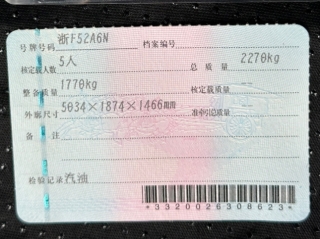 号牌号码 浙F52A6N 档案编号
核定载人数 5人 总质量 2270kg
整备质量 1770kg 核定载质量 --
外廓尺寸 5034×1874×1466mm 准牵引总质量 --
备注
检验记录 汽油
*3320026308623*